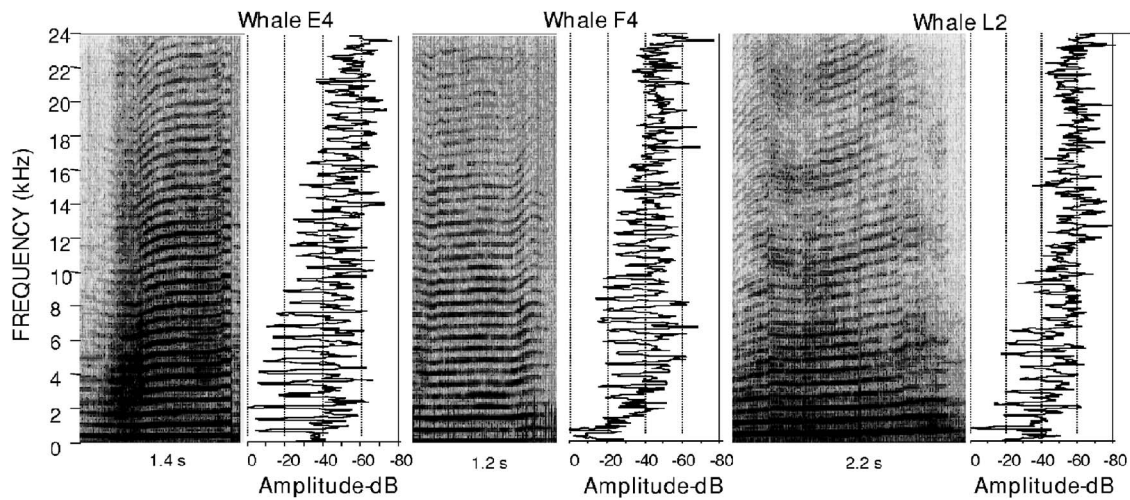 Whale E4
Whale F4
Whale L2
FREQUENCY (kHz)
24
22
20
18
16
14
12
10
8
6
4
2
0
1.4 s
0 -20 -40 -60 -80
Amplitude-dB
1.2 s
0 -20 -40 -60 -80
Amplitude-dB
2.2 s
0 -20 -40 -60 -80
Amplitude-dB